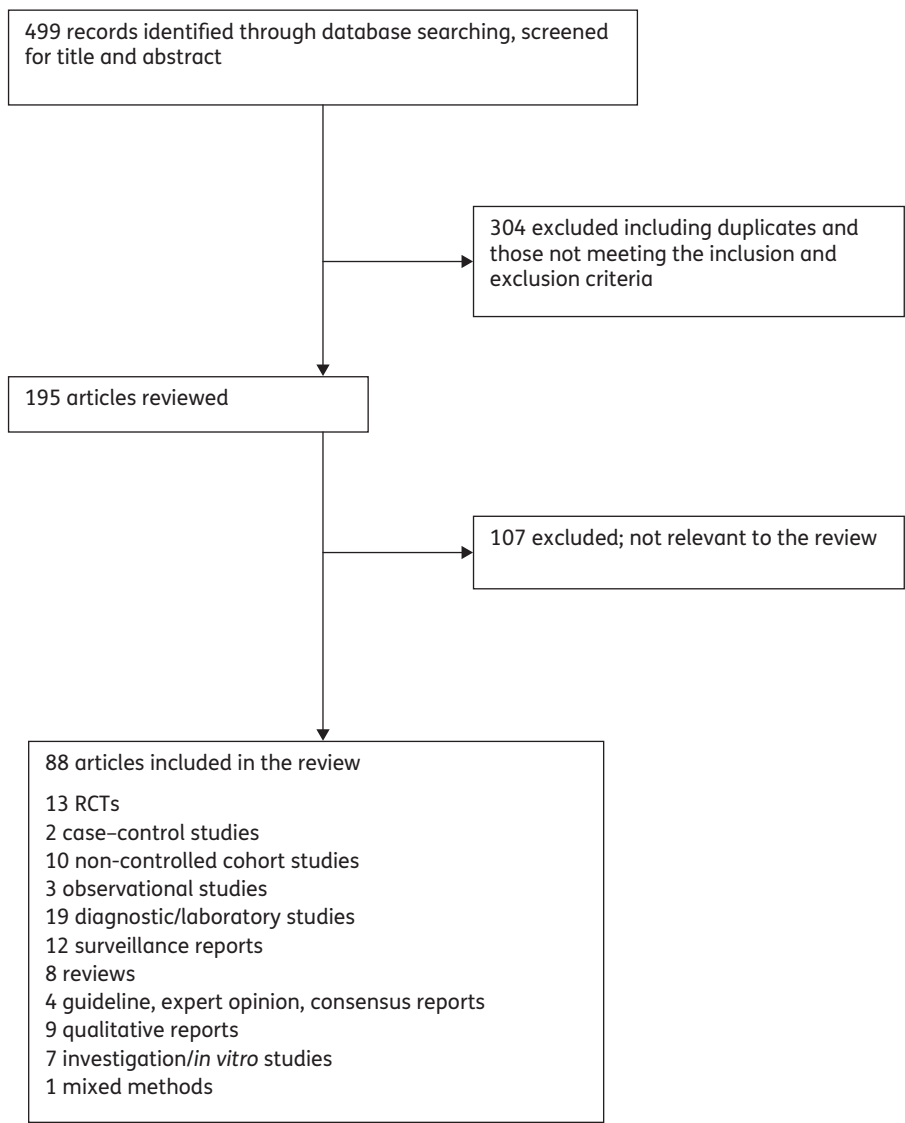 499 records identified through database searching, screened
for title and abstract
304 excluded including duplicates and
those not meeting the inclusion and
exclusion criteria
195 articles reviewed
107 excluded; not relevant to the review
88 articles included in the review
13 RCTs
2 case–control studies
10 non-controlled cohort studies
3 observational studies
19 diagnostic/laboratory studies
12 surveillance reports
8 reviews
4 guideline, expert opinion, consensus reports
9 qualitative reports
7 investigation/in vitro studies
1 mixed methods